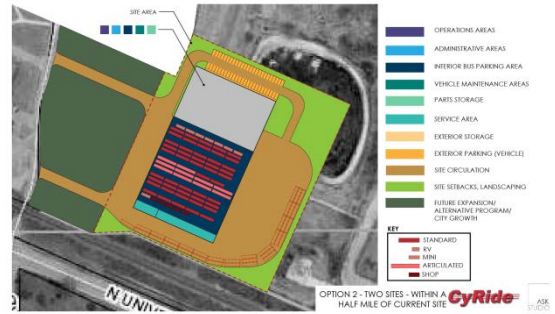 SITE AREA
OPERATIONS AREAS
ADMINISTRATIVE AREAS
INTERIOR BUS PARKING AREA
VEHICLE MAINTENANCE AREAS
PARTS STORAGE
SERVICE AREA
EXTERIOR STORAGE
EXTERIOR PARKING (VEHICLE)
SITE CIRCULATION
SITE SETBACKS, LANDSCAPING
FUTURE EXPANSION/
ALTERNATIVE PROGRAM/
CITY GROWTH
KEY
STANDARD
RV
MINI
ARTICULATED
SHOP
N UNIV
OPTION 2 - TWO SITES - WITHIN A
HALF MILE OF CURRENT SITE
CyRide
ASK
STUDIO